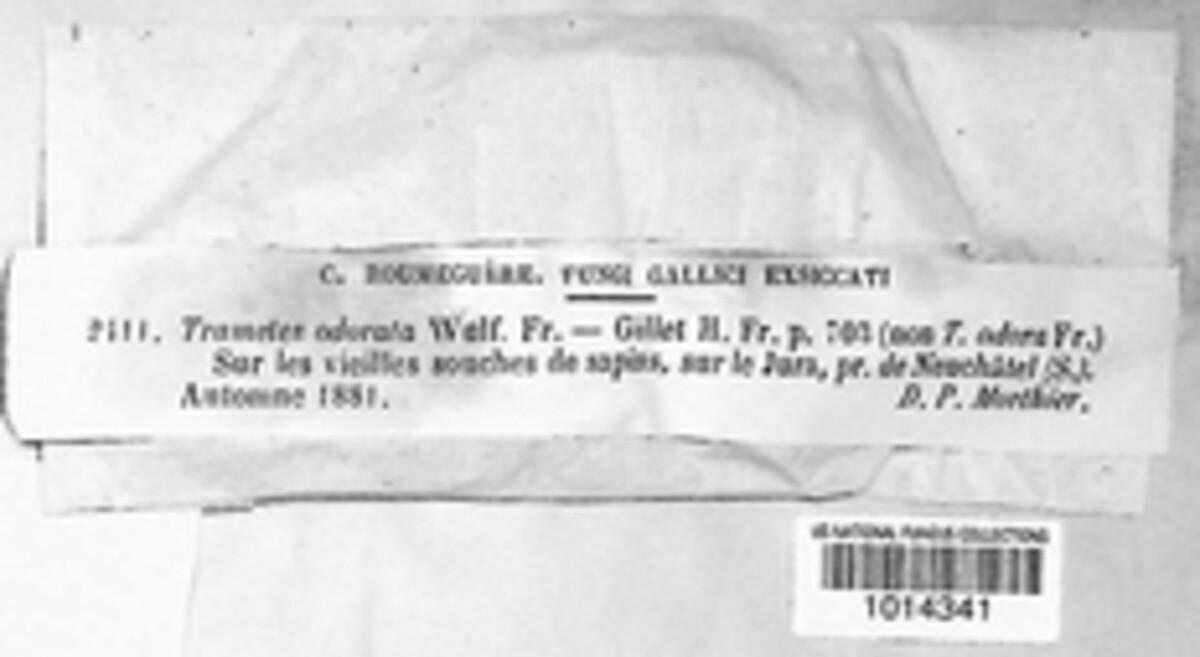 C. ROUMEGUÈRE. FUNGI GALLICI EXSICCATI
Trametes odorata Wulf. Fr. — Gillet H. Fr. p. 703 (non T. odora Fr.)
Sur les vieilles souches de sapins, sur le Jura, pr. de Neuchâtel (S.).
Automne 1881.
D. P. Morthier.
US NATIONAL FUNGUS COLLECTIONS
1014341